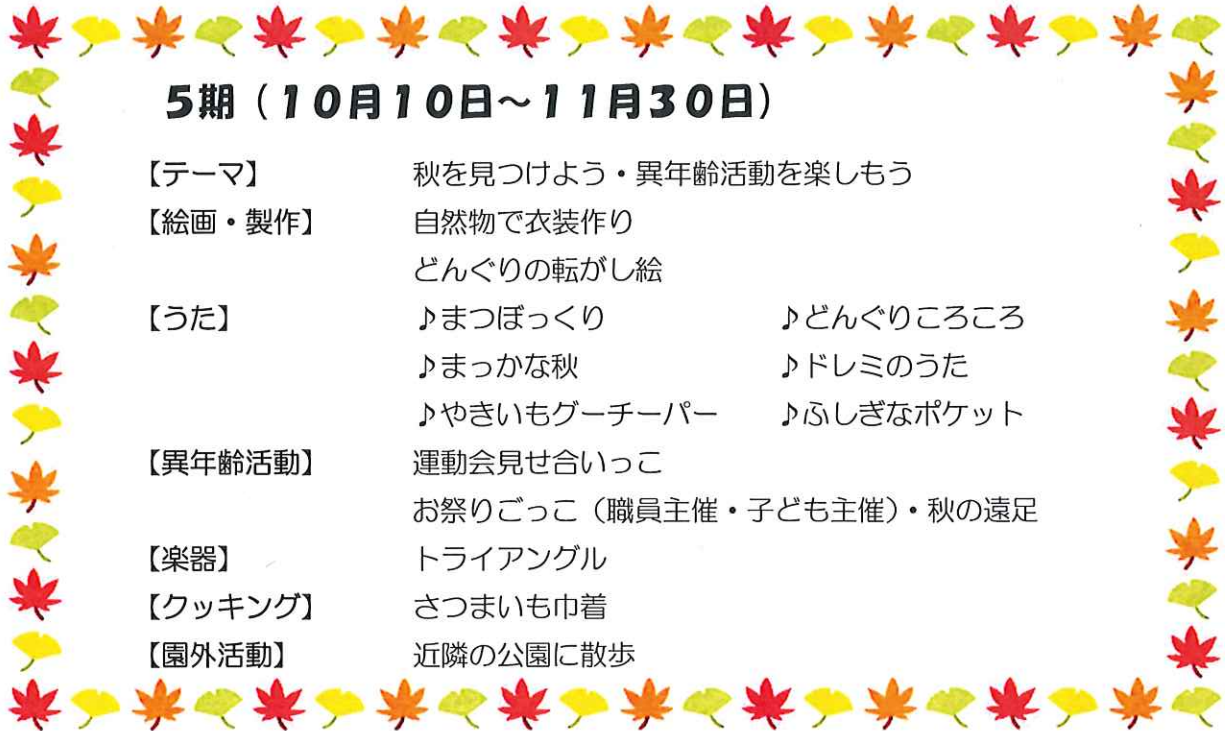 5期(10月10日~11月30日)
【テーマ】 秋を見つけよう・異年齢活動を楽しもう
【絵画・製作】 自然物で衣装作り
どんぐりの転がし絵
【うた】 ♪まつぼっくり ♪どんぐりころころ
♪まっかな秋 ♪ドレミのうた
♪やきいもグーチーパー ♪ふしぎなポケット
【異年齢活動】 運動会見せ合いっこ
お祭りごっこ(職員主催・子ども主催)・秋の遠足
【楽器】 トライアングル
【クッキング】 さつまいも巾着
【園外活動】 近隣の公園に散歩